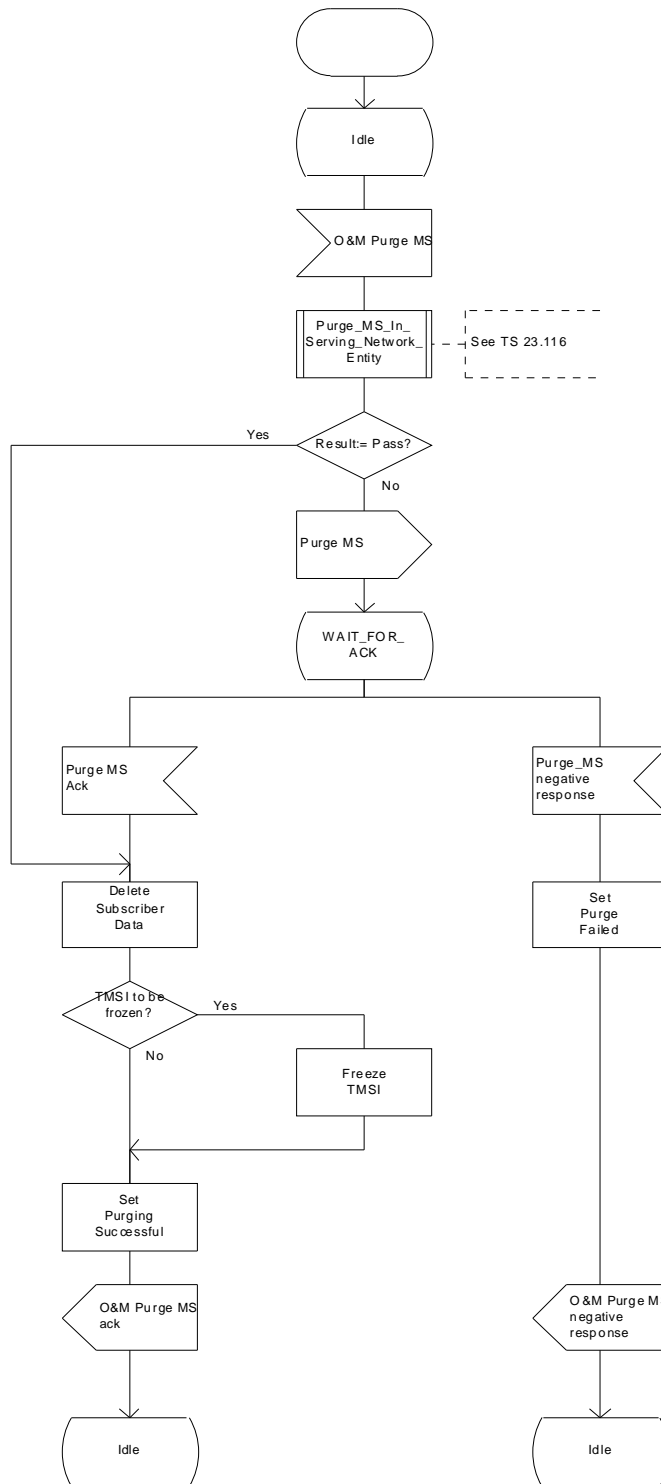 Idle
O&M Purge MS
Purge_MS_In_
Serving_Network_
Entity
See TS 23.116
Yes
Result:= Pass?
No
Purge MS
WAIT_FOR_
ACK
Purge MS
Ack
Purge_MS
negative
response
Delete
Subscriber
Data
Set
Purge
Failed
TMSI to be
frozen?
Yes
No
Freeze
TMSI
Set
Purging
Successful
O&M Purge MS
ack
O&M Purge M
negative
response
Idle
Idle